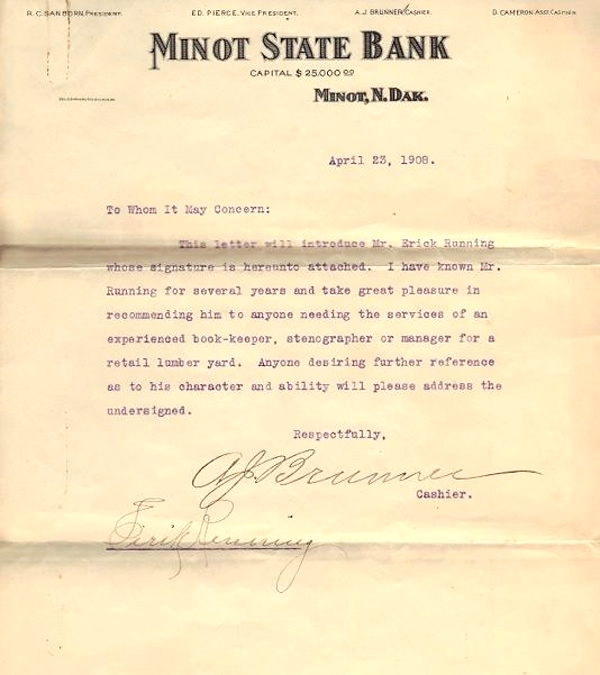 R. C. SANBORN, PRESIDENT. ED. PIERCE, VICE PRESIDENT. A. J. BRUNNER, CASHIER. D. CAMERON ASST. CASHIER.
MINOT STATE BANK
CAPITAL $ 25.000 00
MINOT, N. DAK.
April 23, 1908.
To Whom It May Concern:
This letter will introduce Mr. Erick Running
whose signature is hereunto attached. I have known Mr.
Running for several years and take great pleasure in
recommending him to anyone needing the services of an
experienced book-keeper, stenographer or manager for a
retail lumber yard. Anyone desiring further reference
as to his character and ability will please address the
undersigned.
Respectfully,
A. J. Brunner
Cashier.
Erik Running